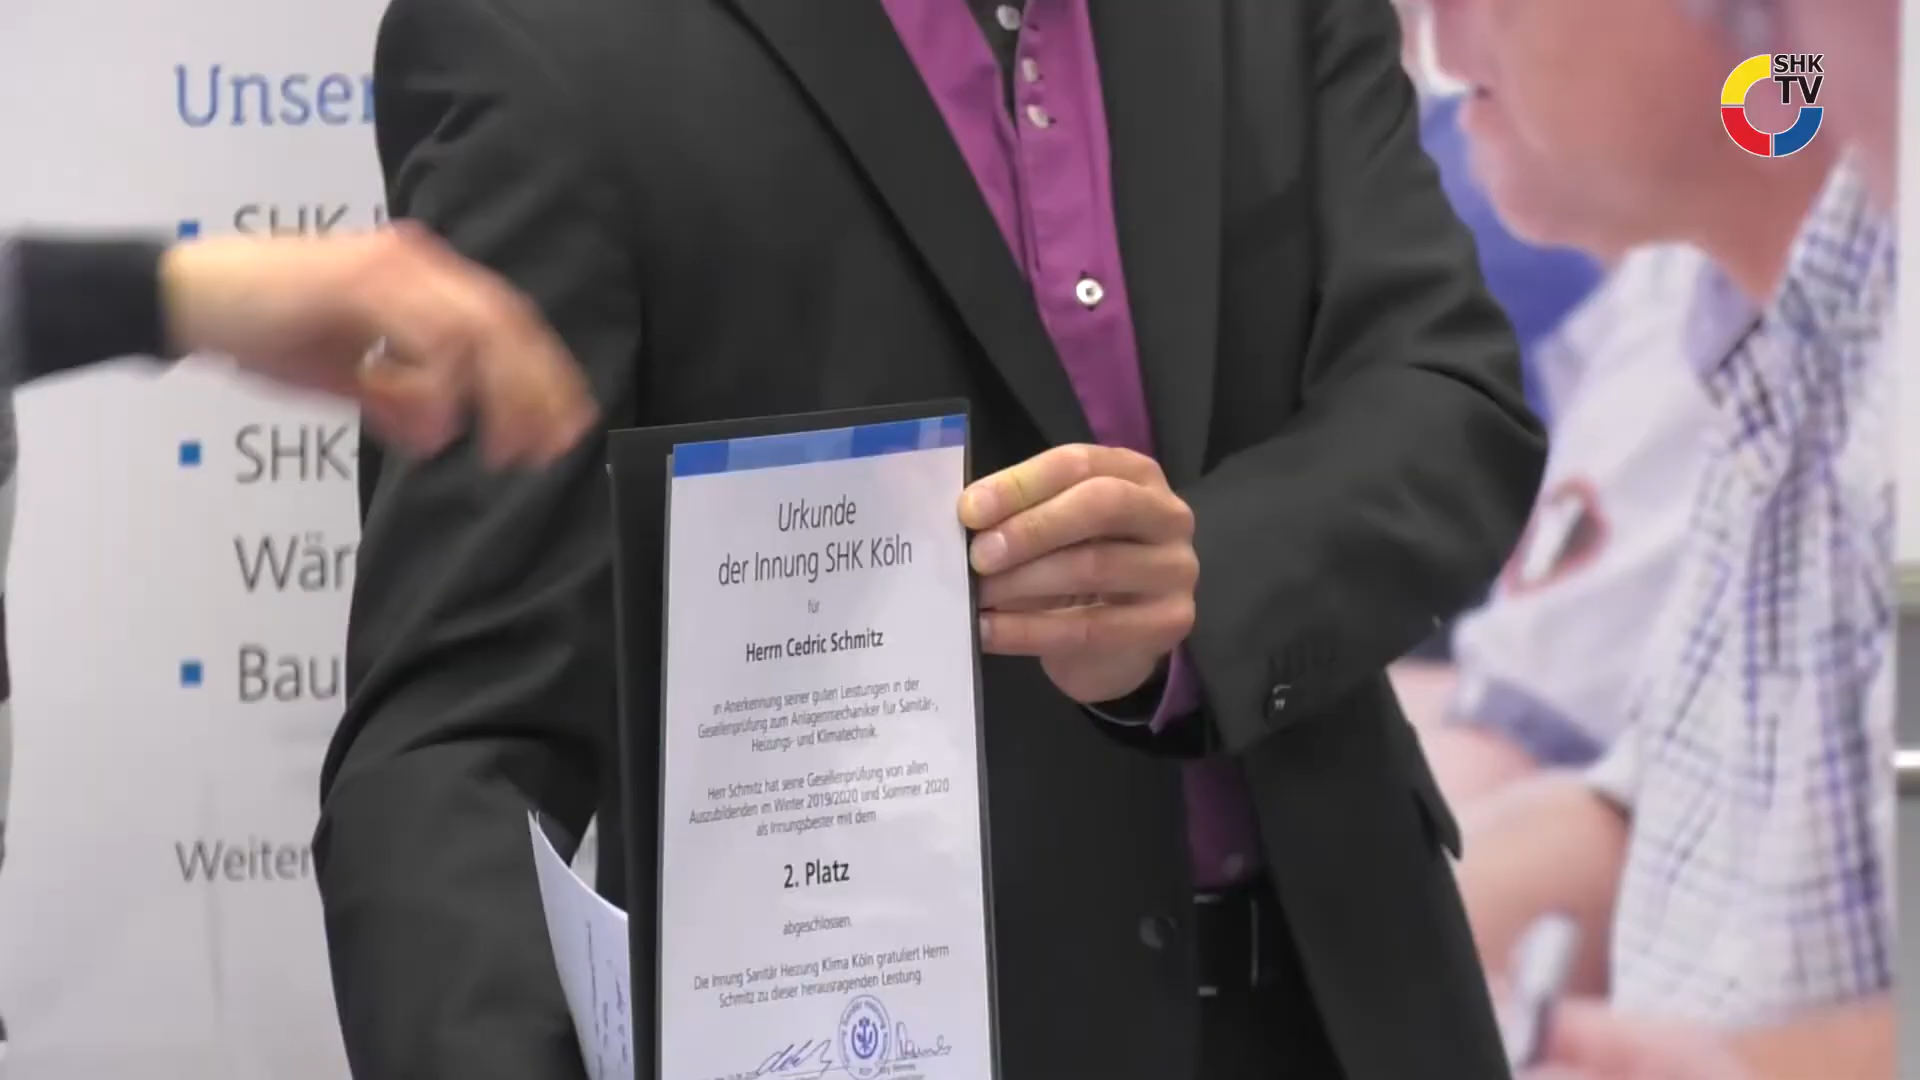 SHK
TV
Unser
SHK-
SHK-
Wär
Bau
Weiter
Urkunde
der Innung SHK Köln
für
Herrn Cedric Schmitz
in Anerkennung seiner guten Leistungen in der
Gesellenprüfung zum Anlagenmechaniker für Sanitär-,
Heizungs- und Klimatechnik.
Herr Schmitz hat seine Gesellenprüfung von allen
Auszubildenden im Winter 2019/2020 und Sommer 2020
als Innungsbester mit dem
2. Platz
abgeschlossen.
Die Innung Sanitär Heizung Klima Köln gratuliert Herrn
Schmitz zu dieser herausragenden Leistung.